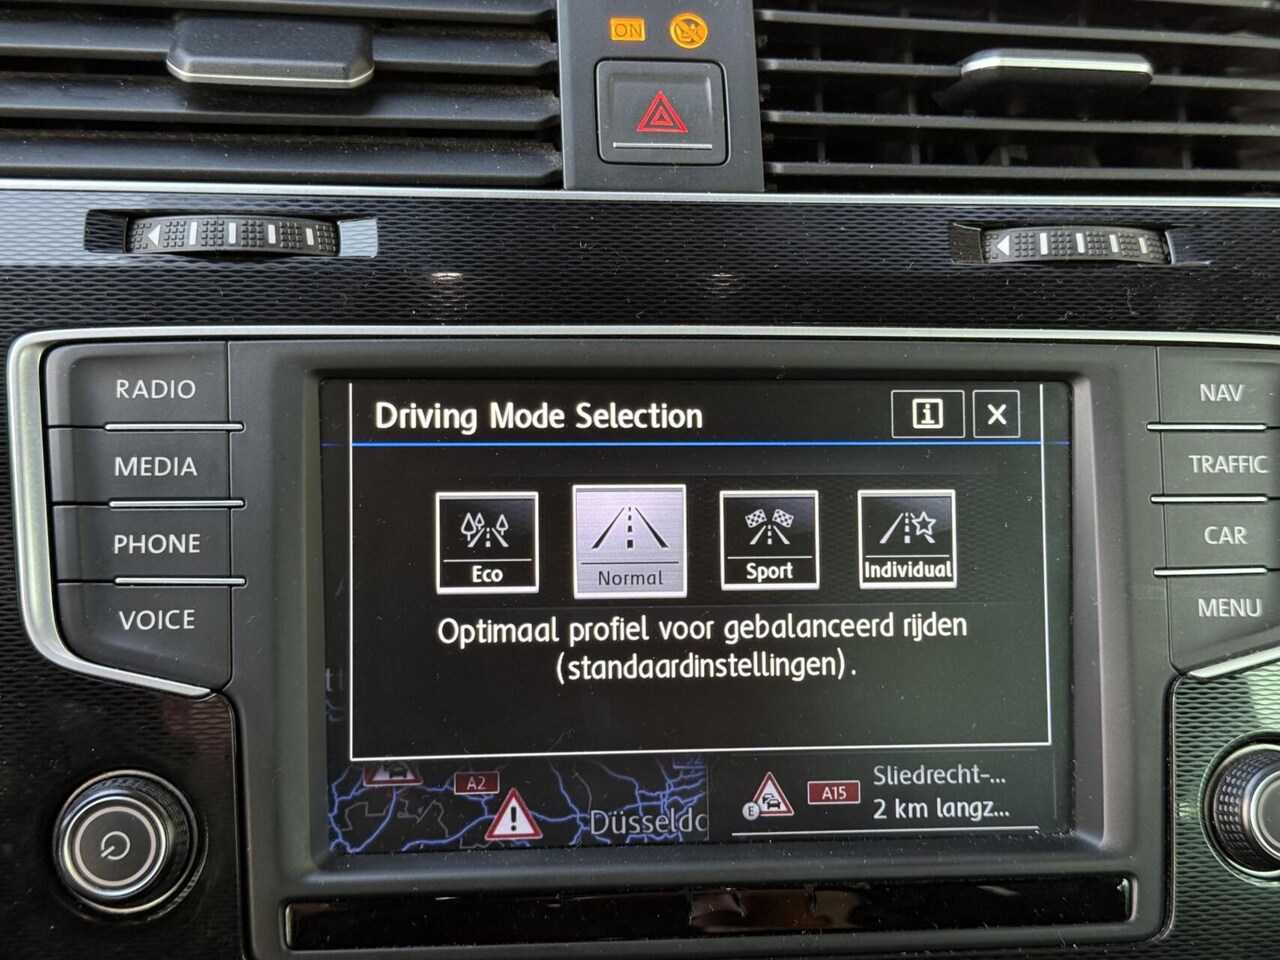 ON
RADIO
MEDIA
PHONE
VOICE
Driving Mode Selection
i
X
Eco
Normal
Sport
Individual
Optimaal profiel voor gebalanceerd rijden
(standaardinstellingen).
A2
Düsseldo
E
A15
Sliedrecht-...
2 km langz...
NAV
TRAFFIC
CAR
MENU